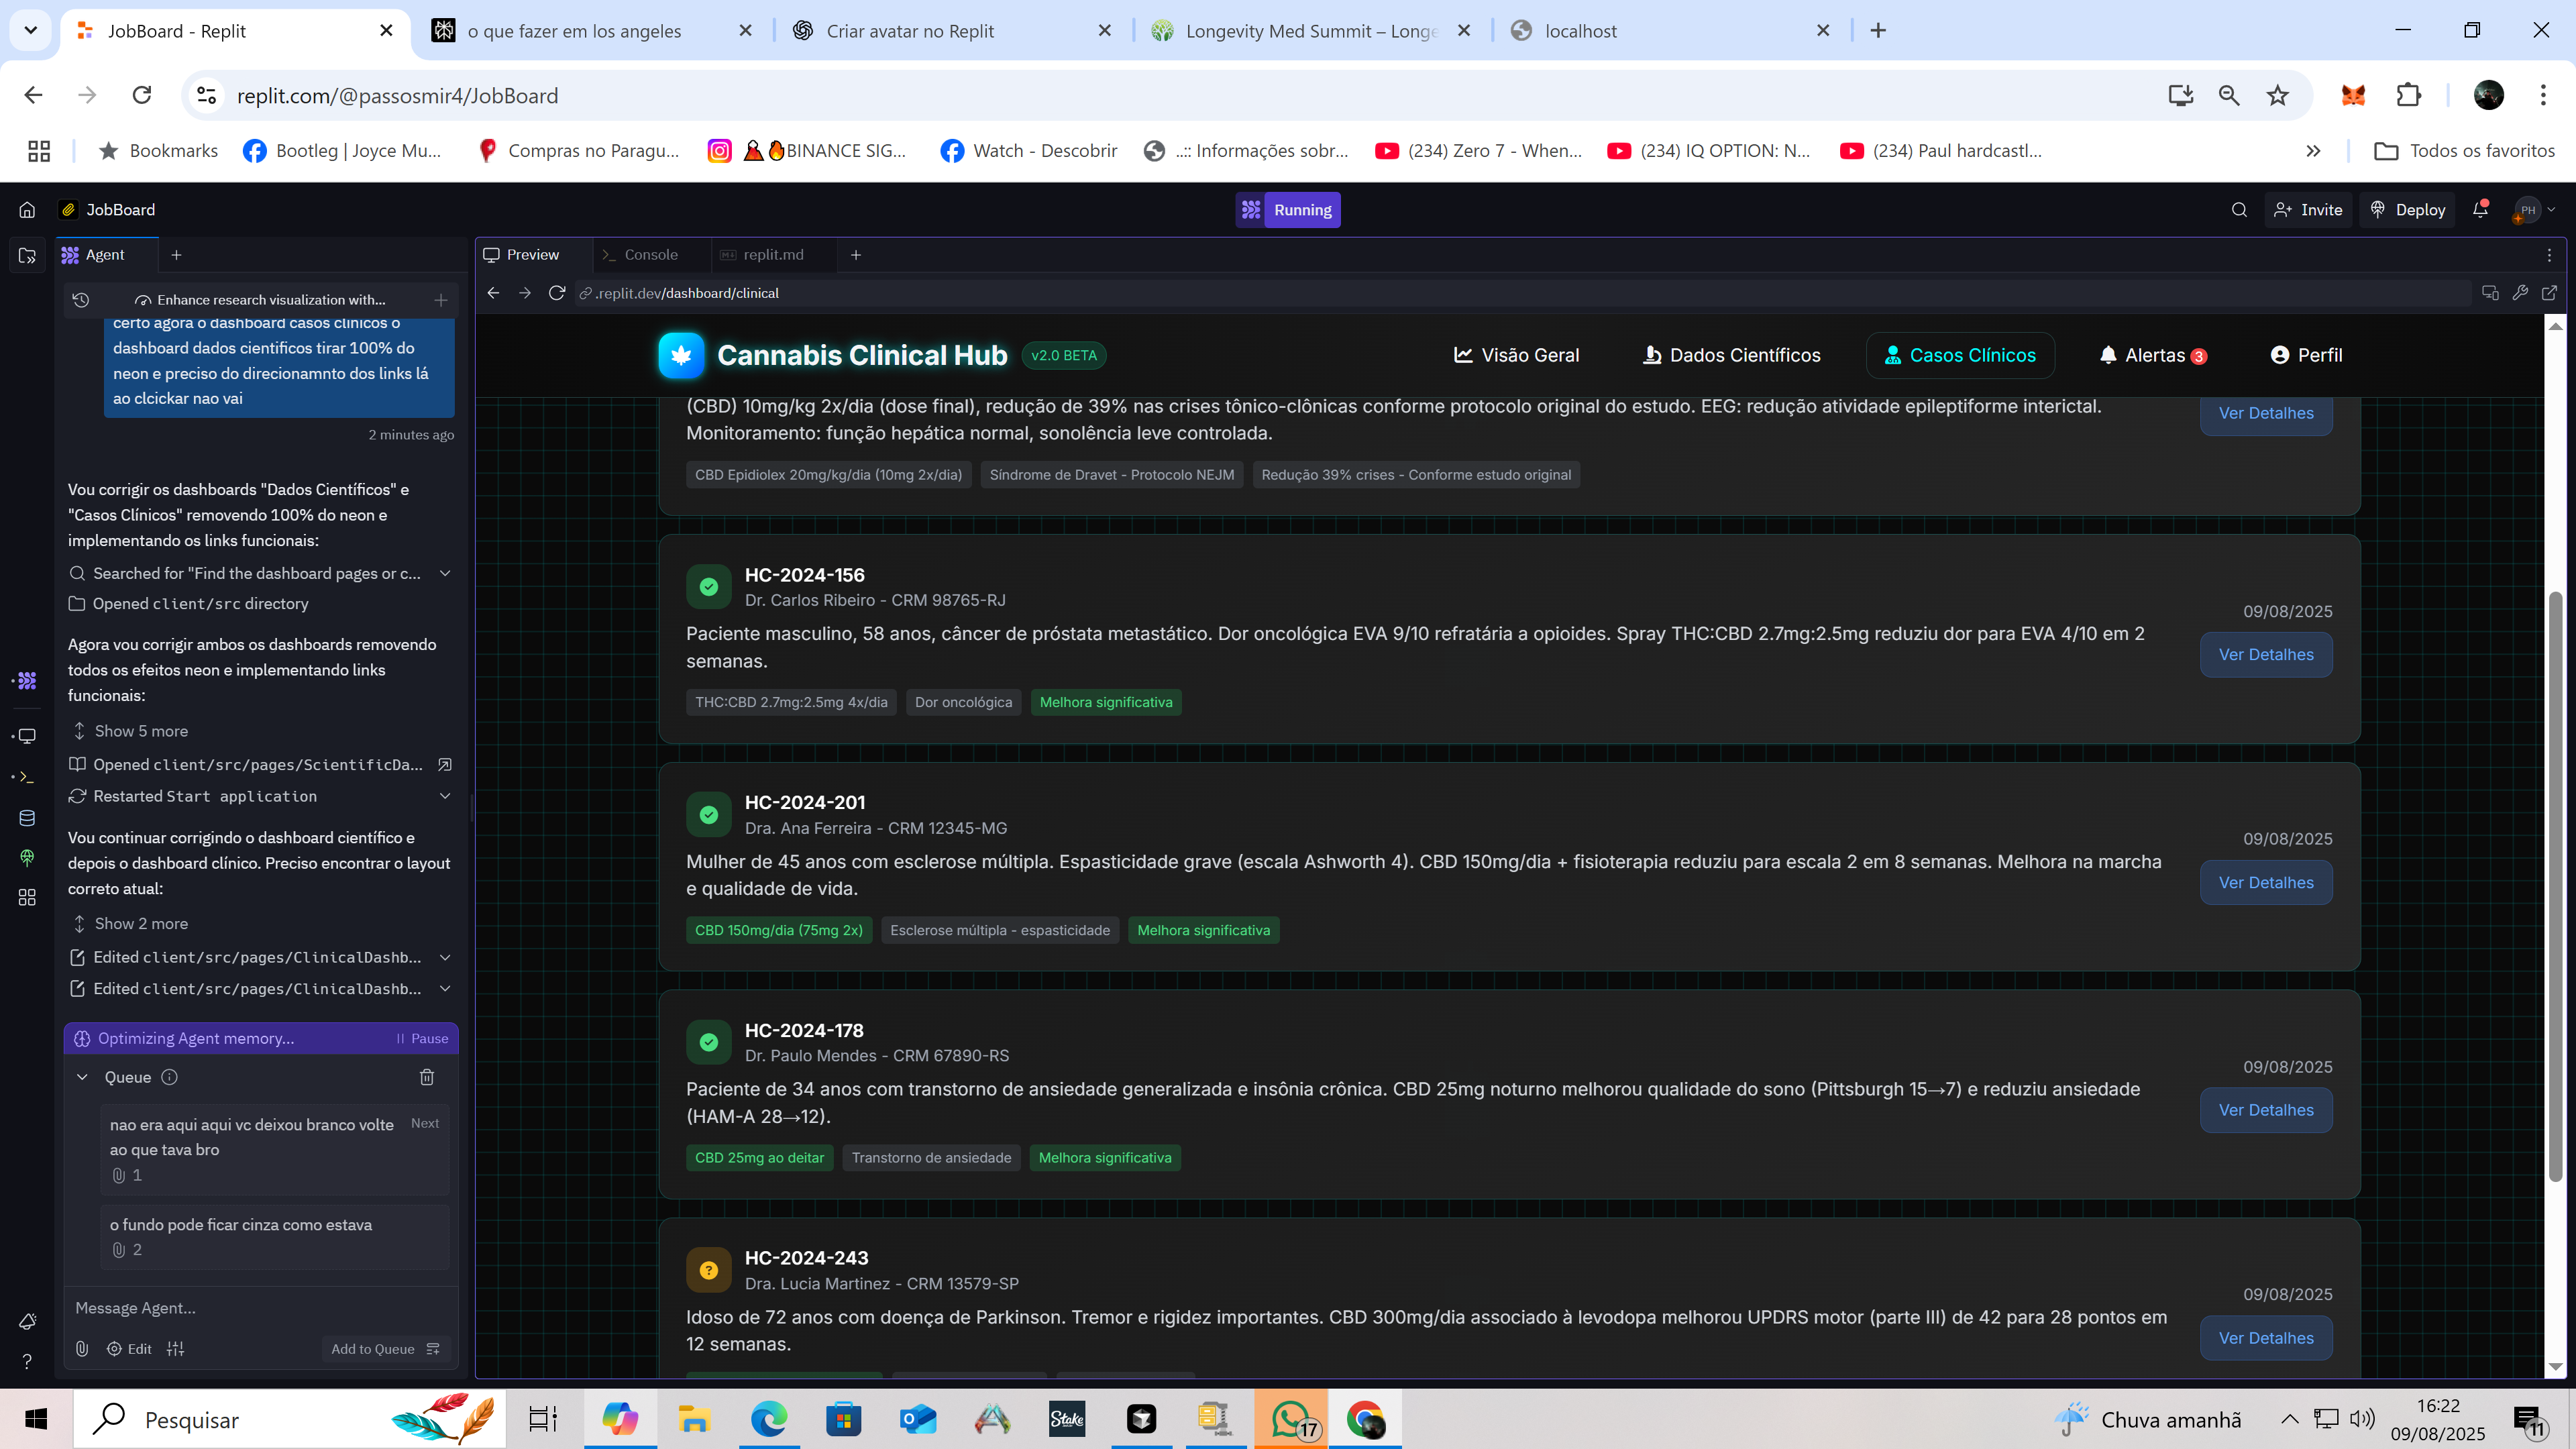 JobBoard - Replit
o que fazer em los angeles
Criar avatar no Replit
Longevity Med Summit – Longe
localhost
replit.com/@passosmir4/JobBoard
Bookmarks
Bootleg | Joyce Mu...
Compras no Paragu...
BINANCE SIG...
Watch - Descobrir
..:: Informações sobr...
(234) Zero 7 - When...
(234) IQ OPTION: N...
(234) Paul hardcastl...
Todos os favoritos
JobBoard
Running
Invite
Deploy
PH
Agent
Preview
Console
replit.md
Enhance research visualization with...
.replit.dev/dashboard/clinical
certo agora o dashboard casos clinicos o
dashboard dados cientificos tirar 100% do
neon e preciso do direcionamnto dos links lá
ao clcickar nao vai
2 minutes ago
Vou corrigir os dashboards "Dados Científicos" e
"Casos Clínicos" removendo 100% do neon e
implementando os links funcionais:
Searched for "Find the dashboard pages or c...
Opened client/src directory
Agora vou corrigir ambos os dashboards removendo
todos os efeitos neon e implementando links
funcionais:
Show 5 more
Opened client/src/pages/ScientificDa...
Restarted Start application
Vou continuar corrigindo o dashboard científico e
depois o dashboard clínico. Preciso encontrar o layout
correto atual:
Show 2 more
Edited client/src/pages/ClinicalDashb...
Edited client/src/pages/ClinicalDashb...
Optimizing Agent memory...
Pause
Queue
nao era aqui aqui vc deixou branco volte
ao que tava bro
Next
1
o fundo pode ficar cinza como estava
2
Message Agent...
Edit
Add to Queue
Cannabis Clinical Hub
v2.0 BETA
Visão Geral
Dados Científicos
Casos Clínicos
Alertas
3
Perfil
(CBD) 10mg/kg 2x/dia (dose final), redução de 39% nas crises tônico-clônicas conforme protocolo original do estudo. EEG: redução atividade epileptiforme interictal.
Monitoramento: função hepática normal, sonolência leve controlada.
Ver Detalhes
CBD Epidiolex 20mg/kg/dia (10mg 2x/dia)
Síndrome de Dravet - Protocolo NEJM
Redução 39% crises - Conforme estudo original
HC-2024-156
Dr. Carlos Ribeiro - CRM 98765-RJ
Paciente masculino, 58 anos, câncer de próstata metastático. Dor oncológica EVA 9/10 refratária a opioides. Spray THC:CBD 2.7mg:2.5mg reduziu dor para EVA 4/10 em 2
semanas.
THC:CBD 2.7mg:2.5mg 4x/dia
Dor oncológica
Melhora significativa
09/08/2025
Ver Detalhes
HC-2024-201
Dra. Ana Ferreira - CRM 12345-MG
Mulher de 45 anos com esclerose múltipla. Espasticidade grave (escala Ashworth 4). CBD 150mg/dia + fisioterapia reduziu para escala 2 em 8 semanas. Melhora na marcha
e qualidade de vida.
CBD 150mg/dia (75mg 2x)
Esclerose múltipla - espasticidade
Melhora significativa
09/08/2025
Ver Detalhes
HC-2024-178
Dr. Paulo Mendes - CRM 67890-RS
Paciente de 34 anos com transtorno de ansiedade generalizada e insônia crônica. CBD 25mg noturno melhorou qualidade do sono (Pittsburgh 15→7) e reduziu ansiedade
(HAM-A 28→12).
CBD 25mg ao deitar
Transtorno de ansiedade
Melhora significativa
09/08/2025
Ver Detalhes
HC-2024-243
Dra. Lucia Martinez - CRM 13579-SP
Idoso de 72 anos com doença de Parkinson. Tremor e rigidez importantes. CBD 300mg/dia associado à levodopa melhorou UPDRS motor (parte III) de 42 para 28 pontos em
12 semanas.
09/08/2025
Ver Detalhes
Pesquisar
Stake
17
Chuva amanhã
16:22
09/08/2025
11